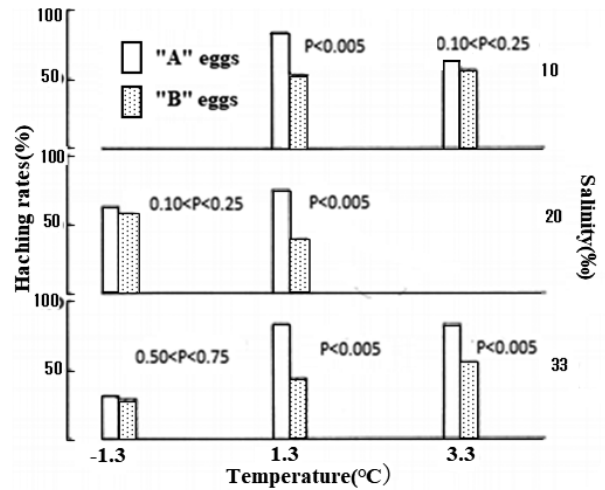 100
"A" eggs
P<0.005
0.10<P<0.25
50
10
"B" eggs
Haching rates(%)
Salinity(‰)
100
0.10<P<0.25
P<0.005
50
20
100
0.50<P<0.75
P<0.005
P<0.005
50
33
-1.3
1.3
3.3
Temperature(°C)